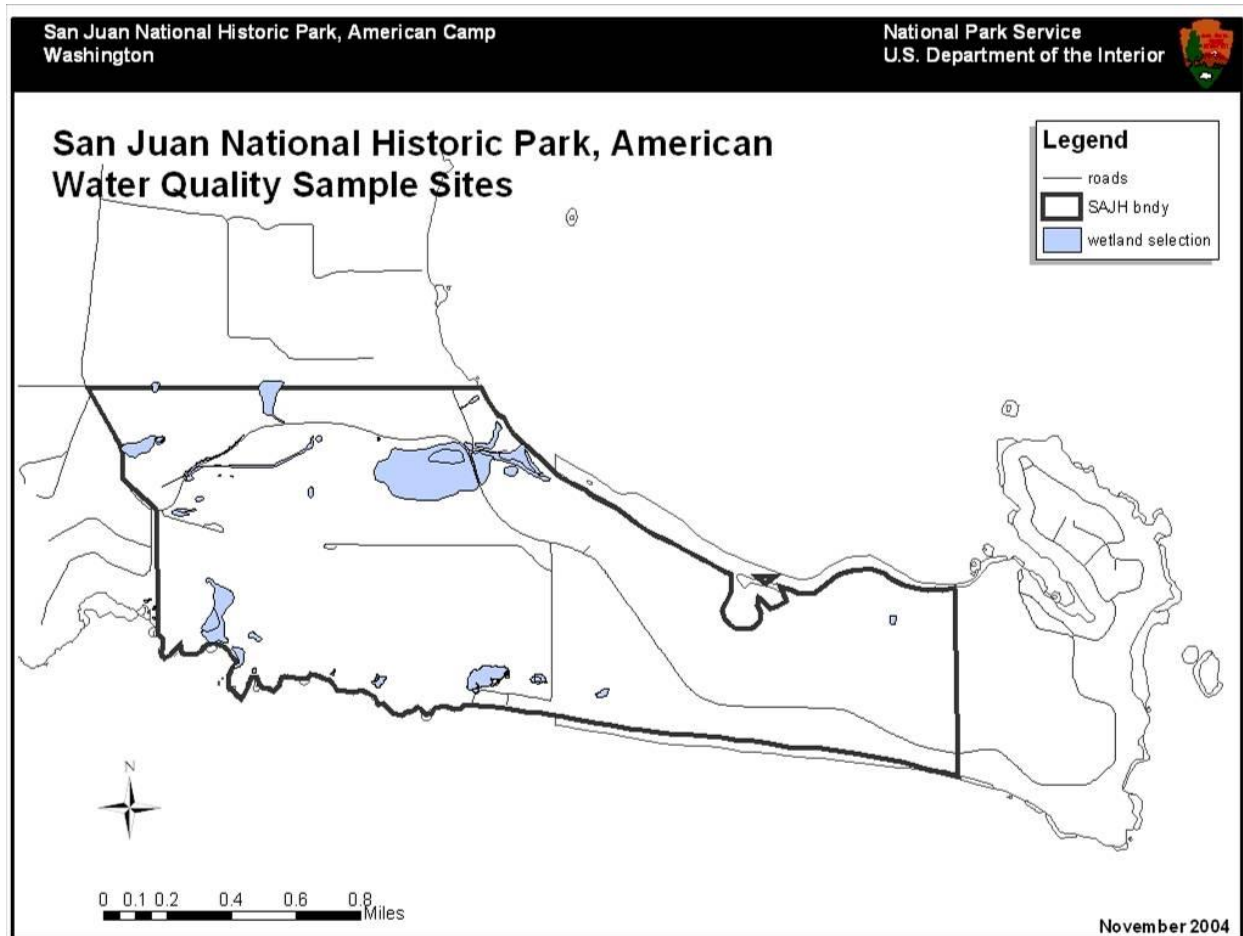 San Juan National Historic Park, American Camp
Washington
National Park Service
U.S. Department of the Interior
San Juan National Historic Park, American
Water Quality Sample Sites
Legend
roads
SAJH bndy
wetland selection
N
0 0.1 0.2 0.4 0.6 0.8
Miles
November 2004